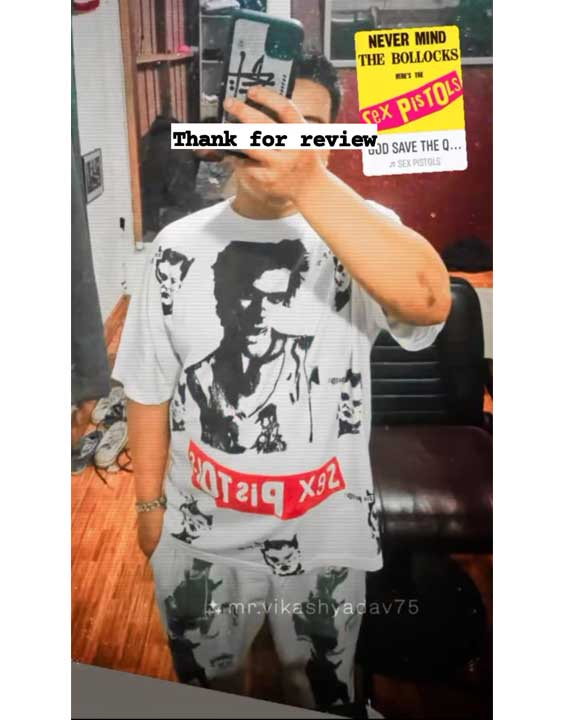 NEVER MIND
THE BOLLOCKS
HERE'S THE
SEX PISTOLS
Thank for review
GOD SAVE THE Q...
♬ SEX PISTOLS
SEX PISTOLS
mr.vikashyadav75